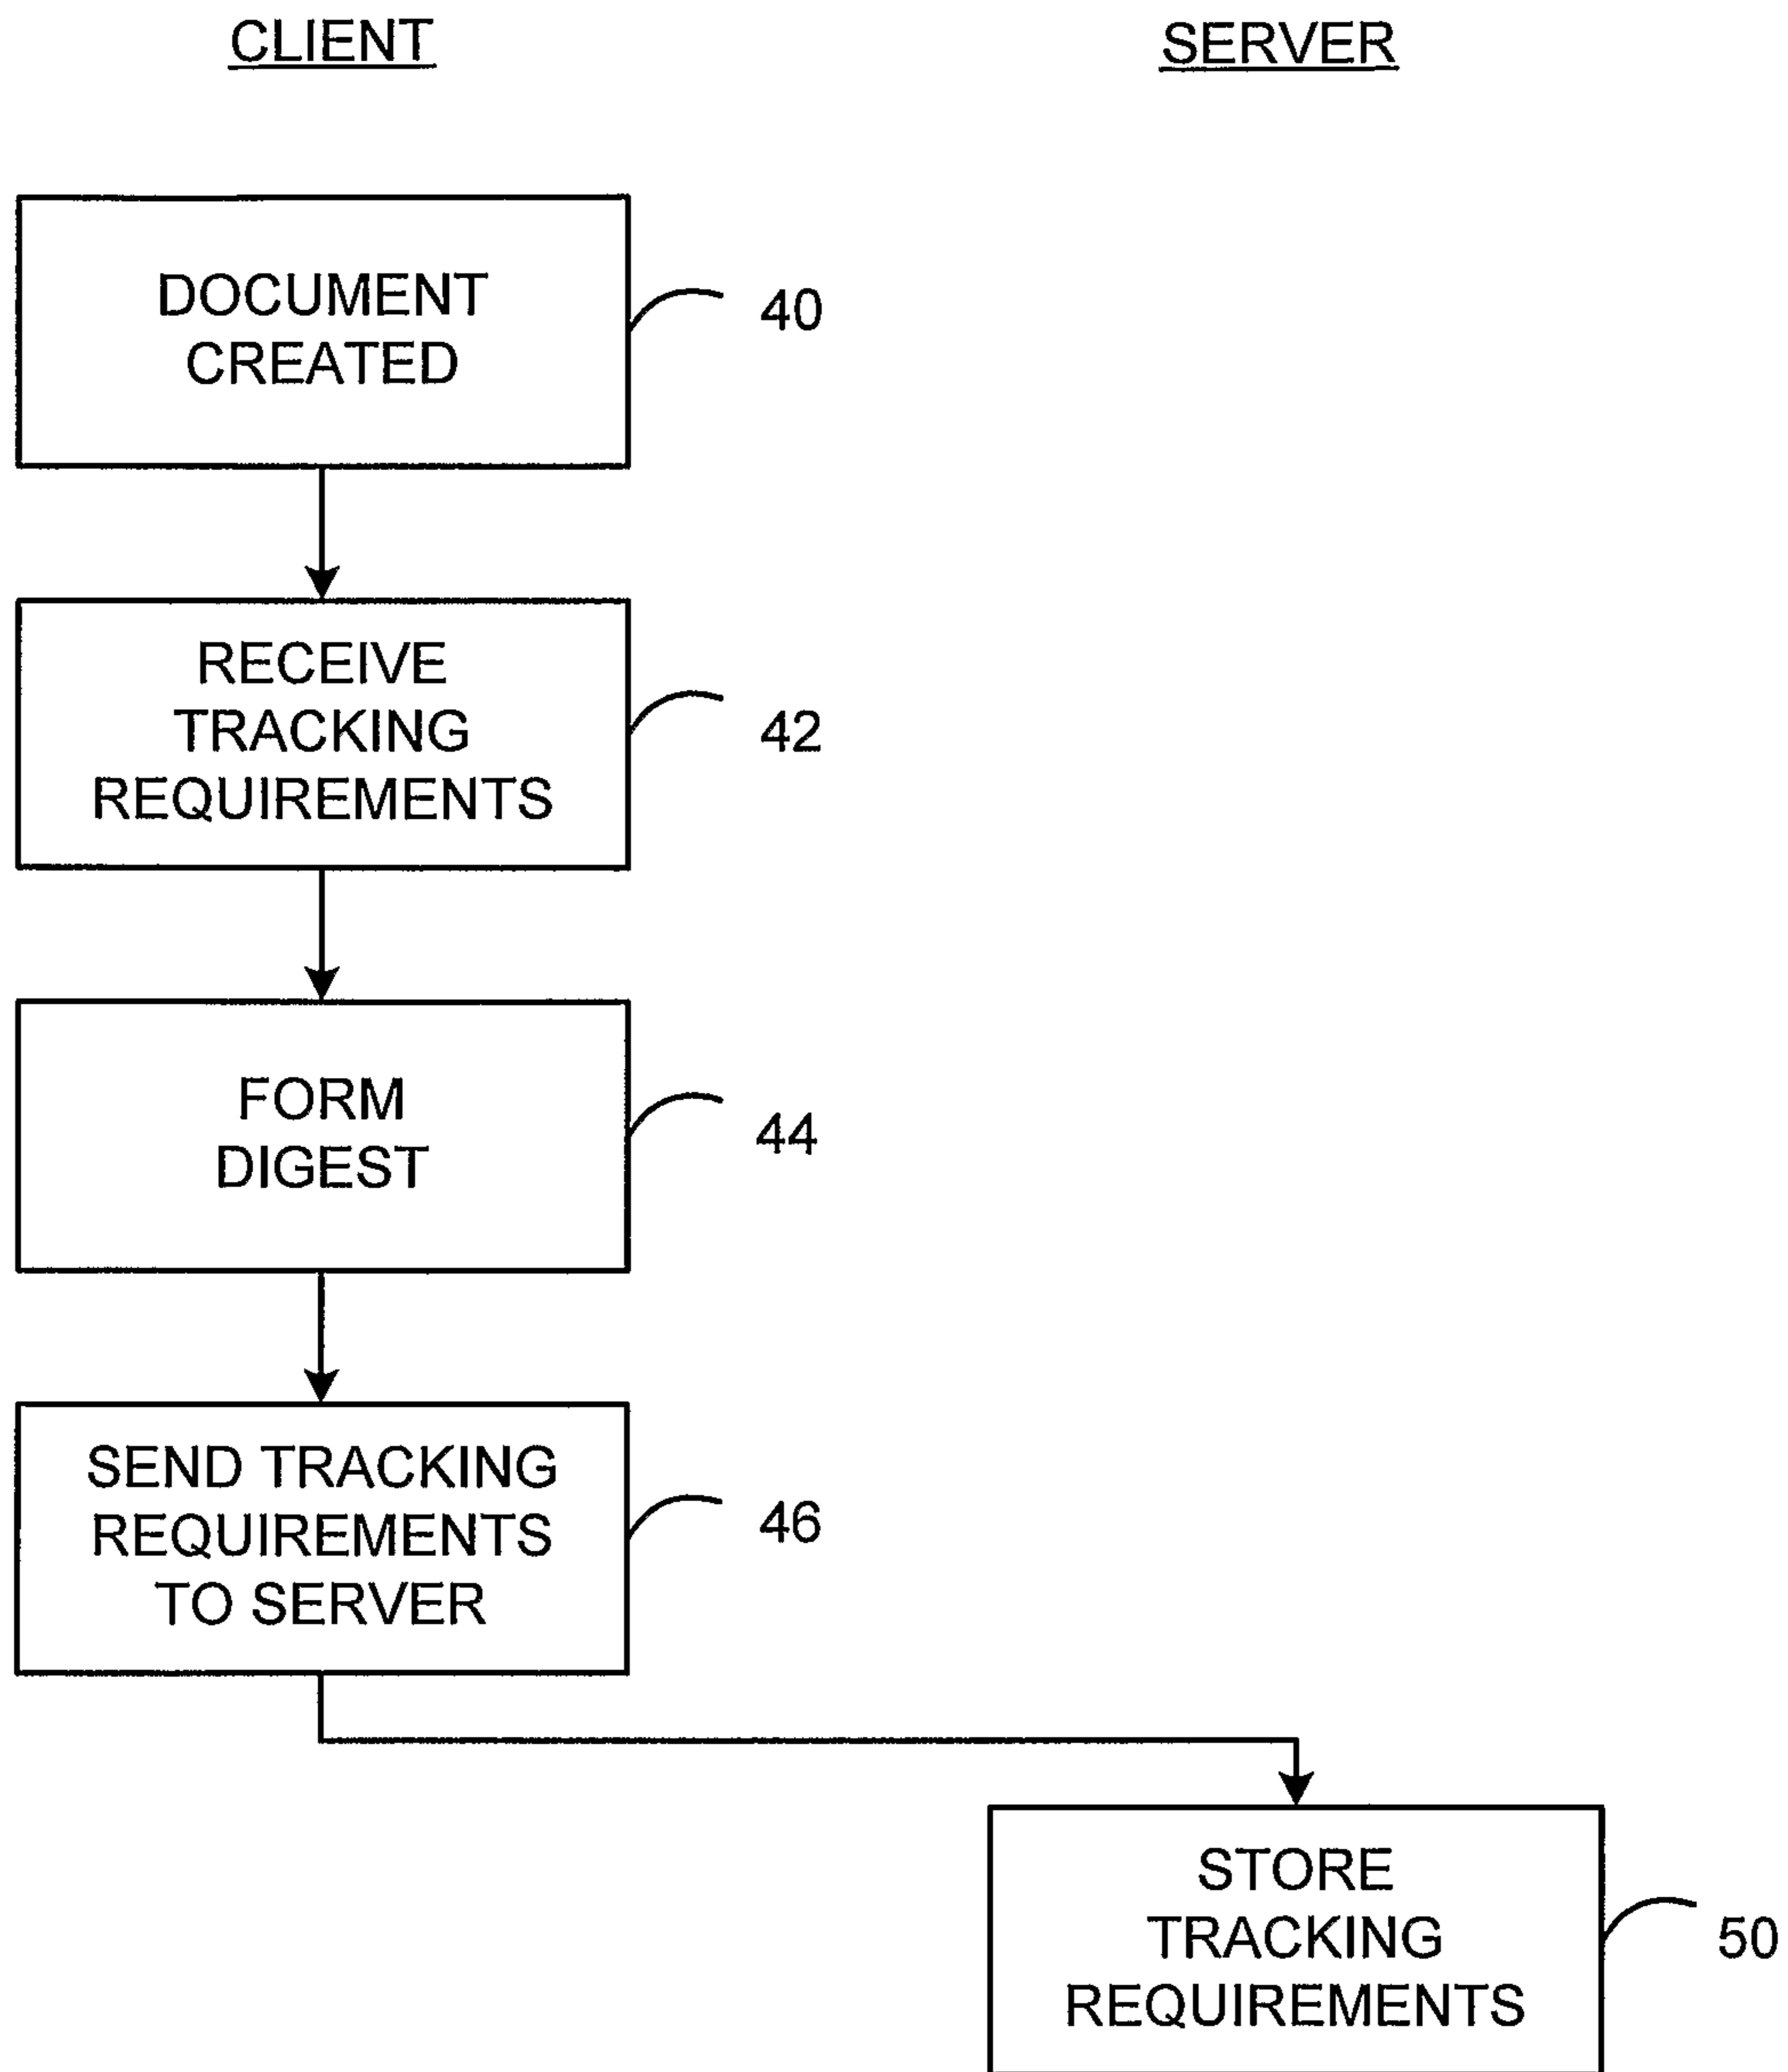 CLIENT
SERVER
DOCUMENT
CREATED
40
RECEIVE
TRACKING
REQUIREMENTS
42
FORM
DIGEST
44
SEND TRACKING
REQUIREMENTS
TO SERVER
46
STORE
TRACKING
REQUIREMENTS
50